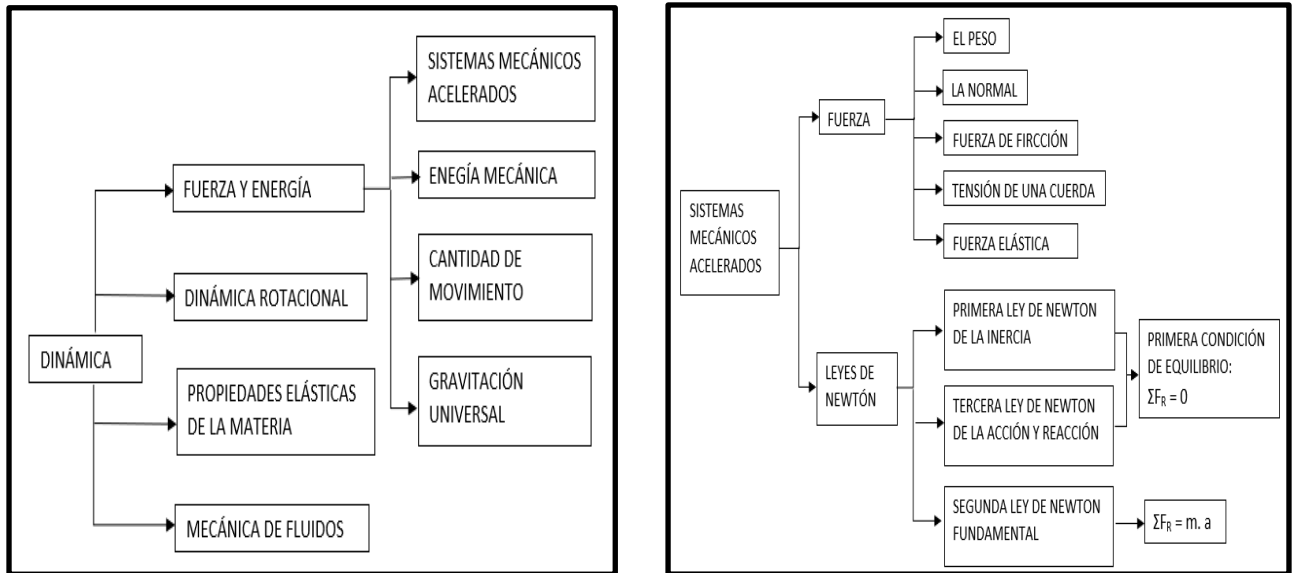 DINÁMICA
FUERZA Y ENERGÍA
DINÁMICA ROTACIONAL
PROPIEDADES ELÁSTICAS
DE LA MATERIA
MECÁNICA DE FLUIDOS
SISTEMAS MECÁNICOS
ACELERADOS
ENEGÍA MECÁNICA
CANTIDAD DE
MOVIMIENTO
GRAVITACIÓN
UNIVERSAL
SISTEMAS
MECÁNICOS
ACELERADOS
FUERZA
EL PESO
LA NORMAL
FUERZA DE FIRCCIÓN
TENSIÓN DE UNA CUERDA
FUERZA ELÁSTICA
LEYES DE
NEWTÓN
PRIMERA LEY DE NEWTON
DE LA INERCIA
TERCERA LEY DE NEWTON
DE LA ACCIÓN Y REACCIÓN
PRIMERA CONDICIÓN
DE EQUILIBRIO:
ΣF_R = 0
SEGUNDA LEY DE NEWTON
FUNDAMENTAL
ΣF_R = m. a